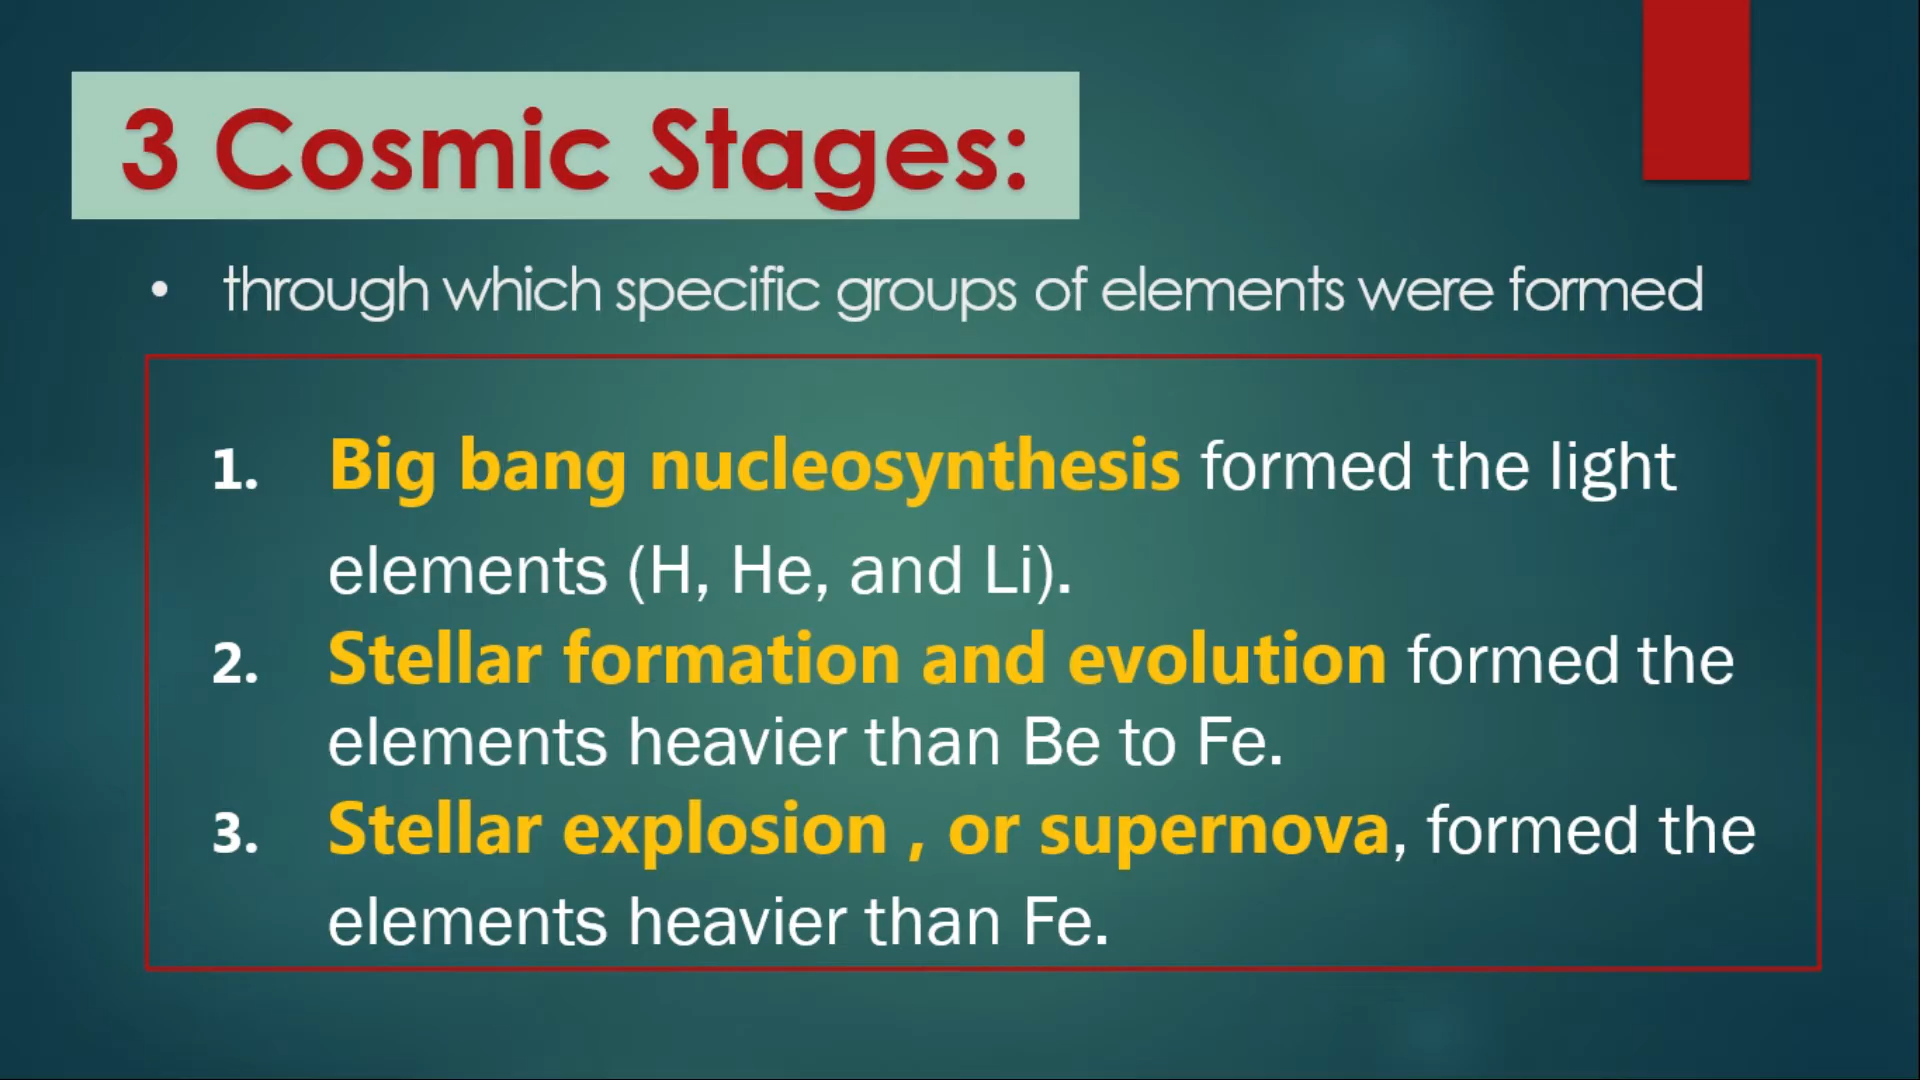 3 Cosmic Stages:
• through which specific groups of elements were formed
1. Big bang nucleosynthesis formed the light
elements (H, He, and Li).
2. Stellar formation and evolution formed the
elements heavier than Be to Fe.
3. Stellar explosion , or supernova, formed the
elements heavier than Fe.